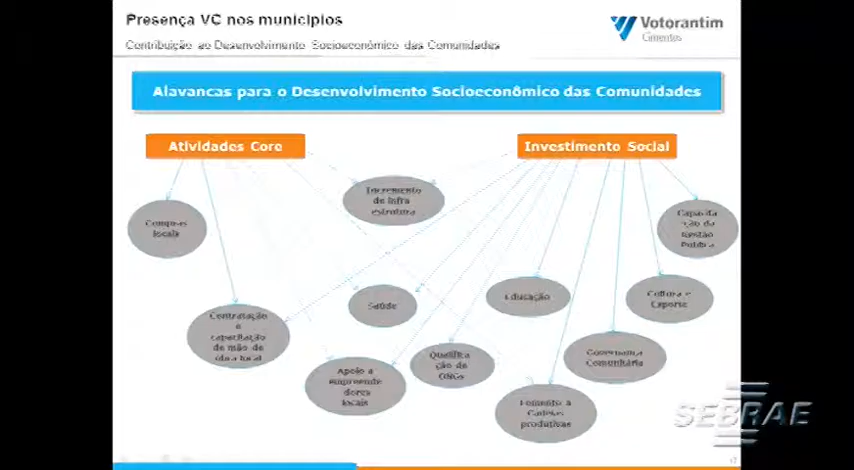 Presença VC nos municípios
Votorantim
Cimentos
Contribuição ao Desenvolvimento Socioeconômico das Comunidades
Alavancas para o Desenvolvimento Socioeconômico das Comunidades
Atividades Core
Investimento Social
Incremento
de infra
estrutura
Compras
locais
Capacita
ção da
Gestão
Pública
Saúde
Educação
Cultura e
Esporte
Contratação
e
capacitação
de mão de
obra local
Apoio a
empreende
dores
locais
Qualifica
ção de
ONGs
Governança
Comunitária
Fomento a
Cadeias
produtivas
SEBRAE